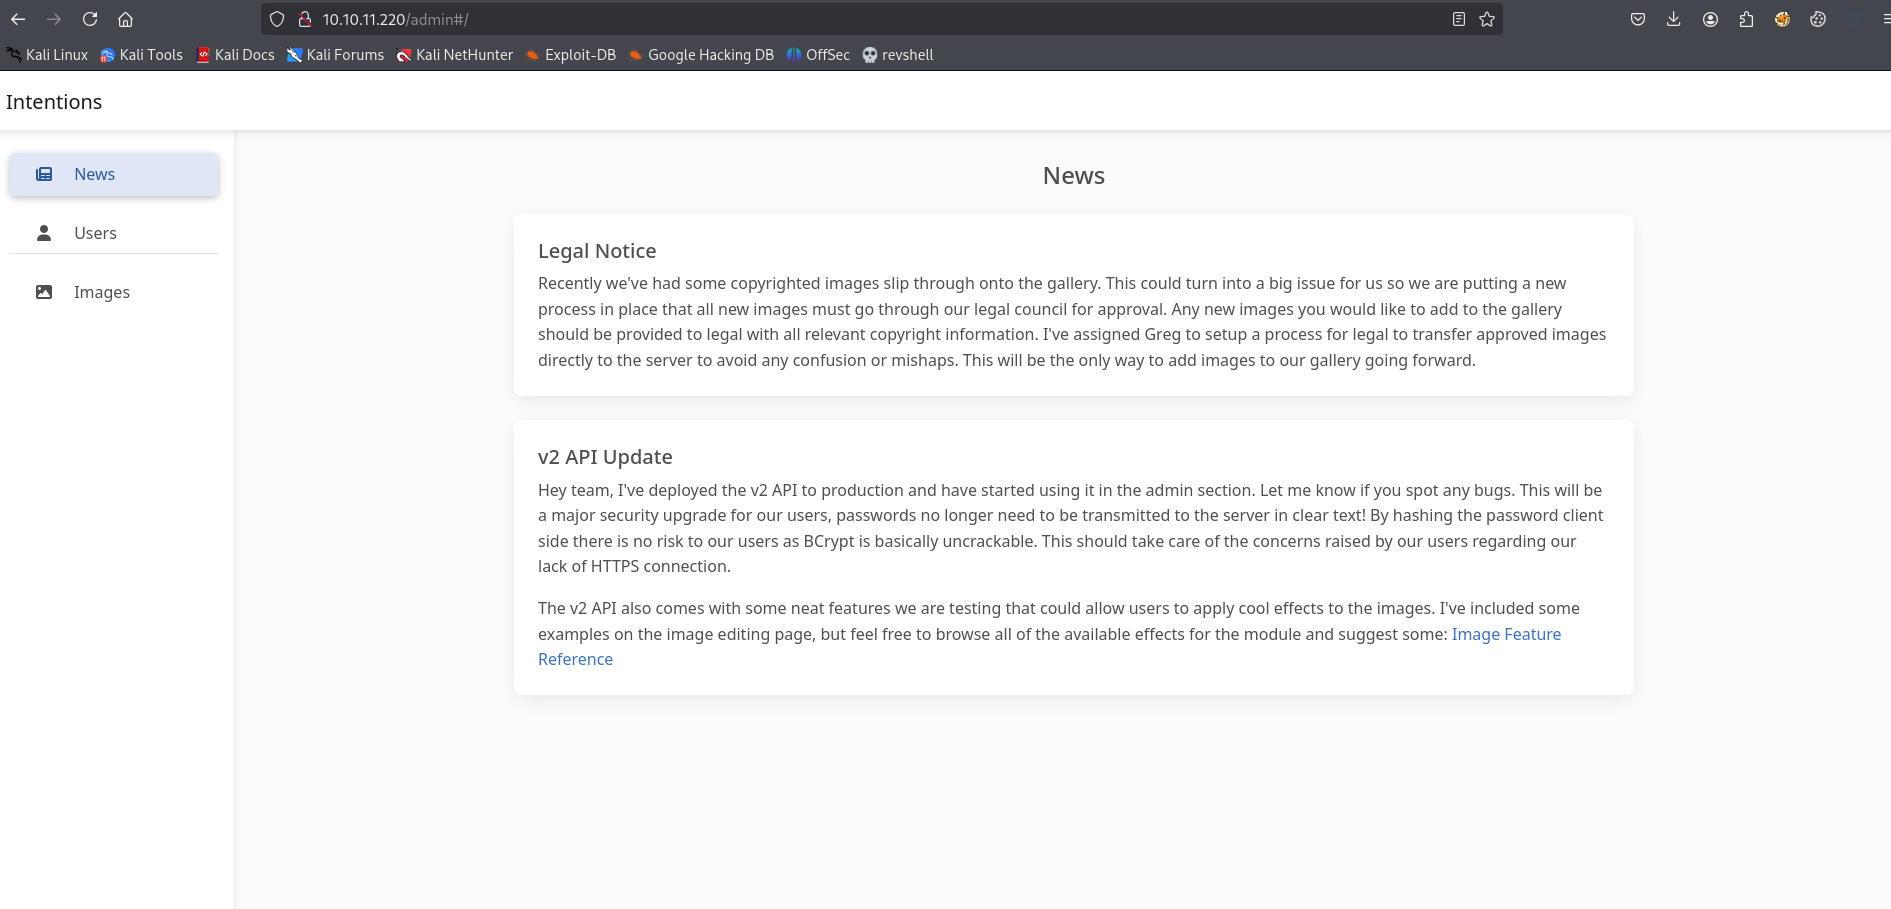 10.10.11.220/admin#/
Kali Linux Kali Tools Kali Docs Kali Forums Kali NetHunter Exploit-DB Google Hacking DB OffSec revshell
Intentions
News
Users
Images
News
Legal Notice
Recently we've had some copyrighted images slip through onto the gallery. This could turn into a big issue for us so we are putting a new
process in place that all new images must go through our legal council for approval. Any new images you would like to add to the gallery
should be provided to legal with all relevant copyright information. I've assigned Greg to setup a process for legal to transfer approved images
directly to the server to avoid any confusion or mishaps. This will be the only way to add images to our gallery going forward.
v2 API Update
Hey team, I've deployed the v2 API to production and have started using it in the admin section. Let me know if you spot any bugs. This will be
a major security upgrade for our users, passwords no longer need to be transmitted to the server in clear text! By hashing the password client
side there is no risk to our users as BCrypt is basically uncrackable. This should take care of the concerns raised by our users regarding our
lack of HTTPS connection.
The v2 API also comes with some neat features we are testing that could allow users to apply cool effects to the images. I've included some
examples on the image editing page, but feel free to browse all of the available effects for the module and suggest some: Image Feature
Reference